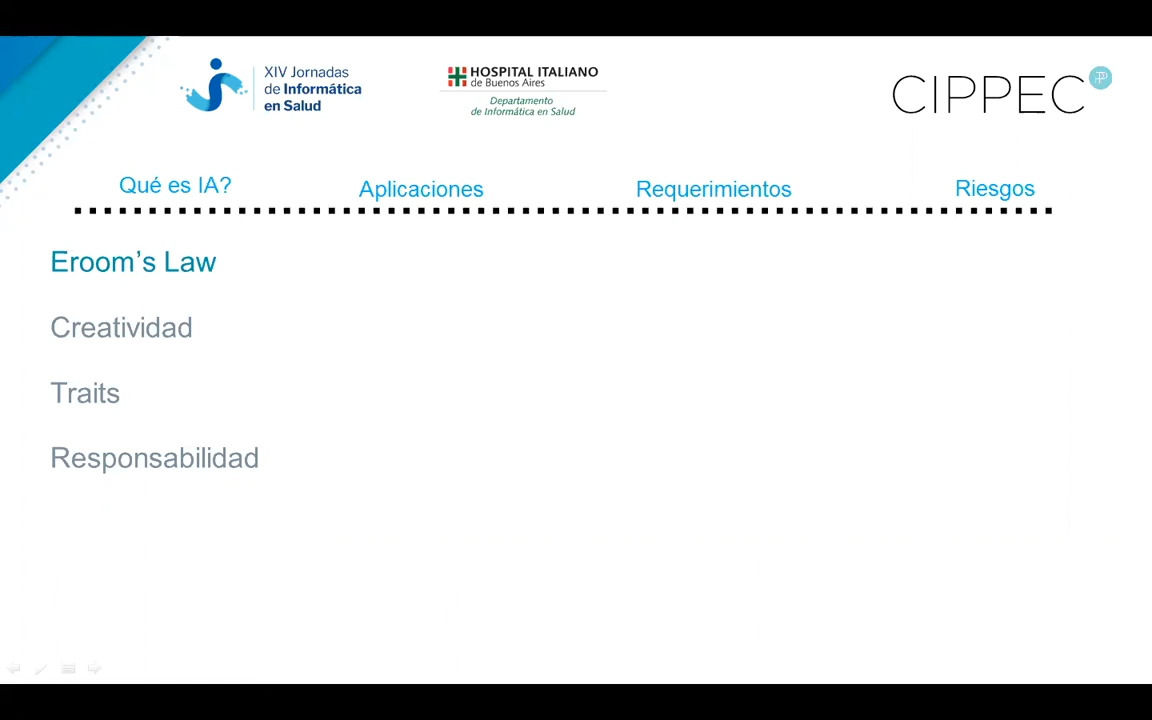 XIV Jornadas
de Informática
en Salud
HOSPITAL ITALIANO
de Buenos Aires
Departamento
de Informática en Salud
CIPPEC
Qué es IA?
Aplicaciones
Requerimientos
Riesgos
Eroom’s Law
Creatividad
Traits
Responsabilidad